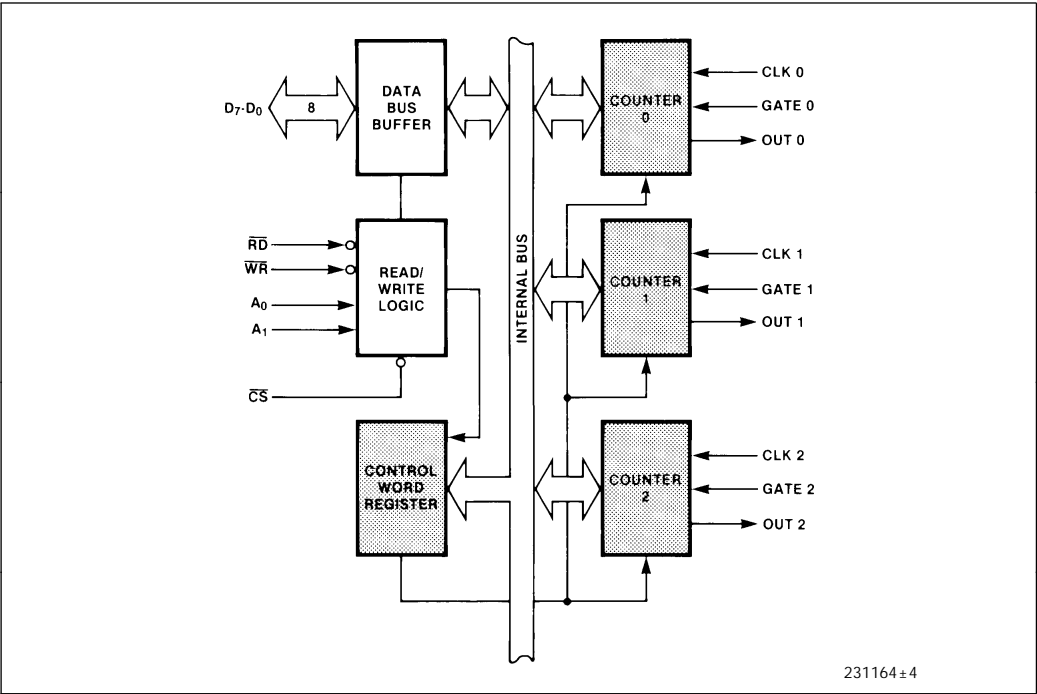 D7-D0
8
DATA
BUS
BUFFER
COUNTER
0
CLK 0
GATE 0
OUT 0
RD
WR
A0
A1
CS
READ/
WRITE
LOGIC
INTERNAL BUS
COUNTER
1
CLK 1
GATE 1
OUT 1
CONTROL
WORD
REGISTER
COUNTER
2
CLK 2
GATE 2
OUT 2
231164±4